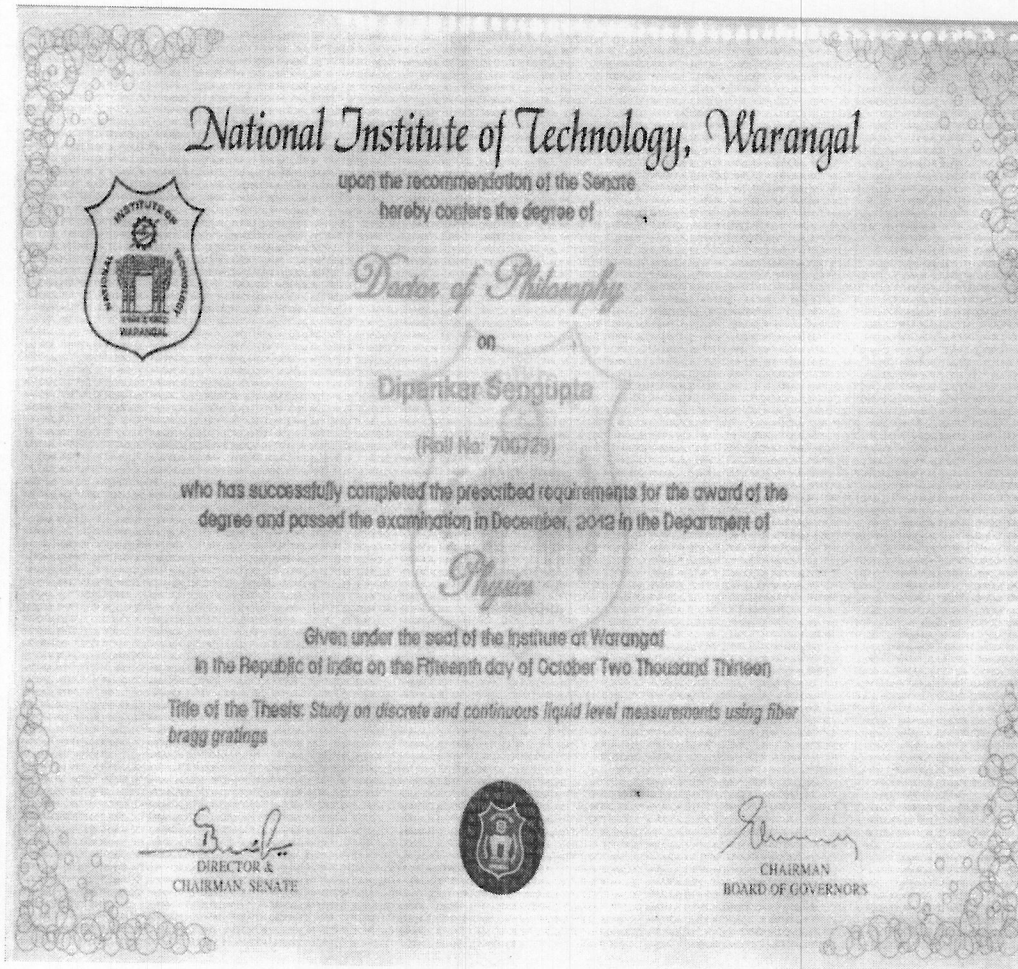 National Institute of Technology, Warangal
upon the recommendation of the Senate
hereby confers the degree of
INSTITUTE OF
NATIONAL
TECHNOLOGY
WARANGAL
Doctor of Philosophy
on
Dipankar Sengupta
(Roll No: 700729)
who has successfully completed the prescribed requirements for the award of the
degree and passed the examination in December, 2012 in the Department of
Physics
Given under the seal of the Institute at Warangal
in the Republic of India on the Fifteenth day of October Two Thousand Thirteen
Title of the Thesis: Study on discrete and continuous liquid level measurements using fiber
bragg gratings
DIRECTOR &
CHAIRMAN, SENATE
CHAIRMAN
BOARD OF GOVERNORS